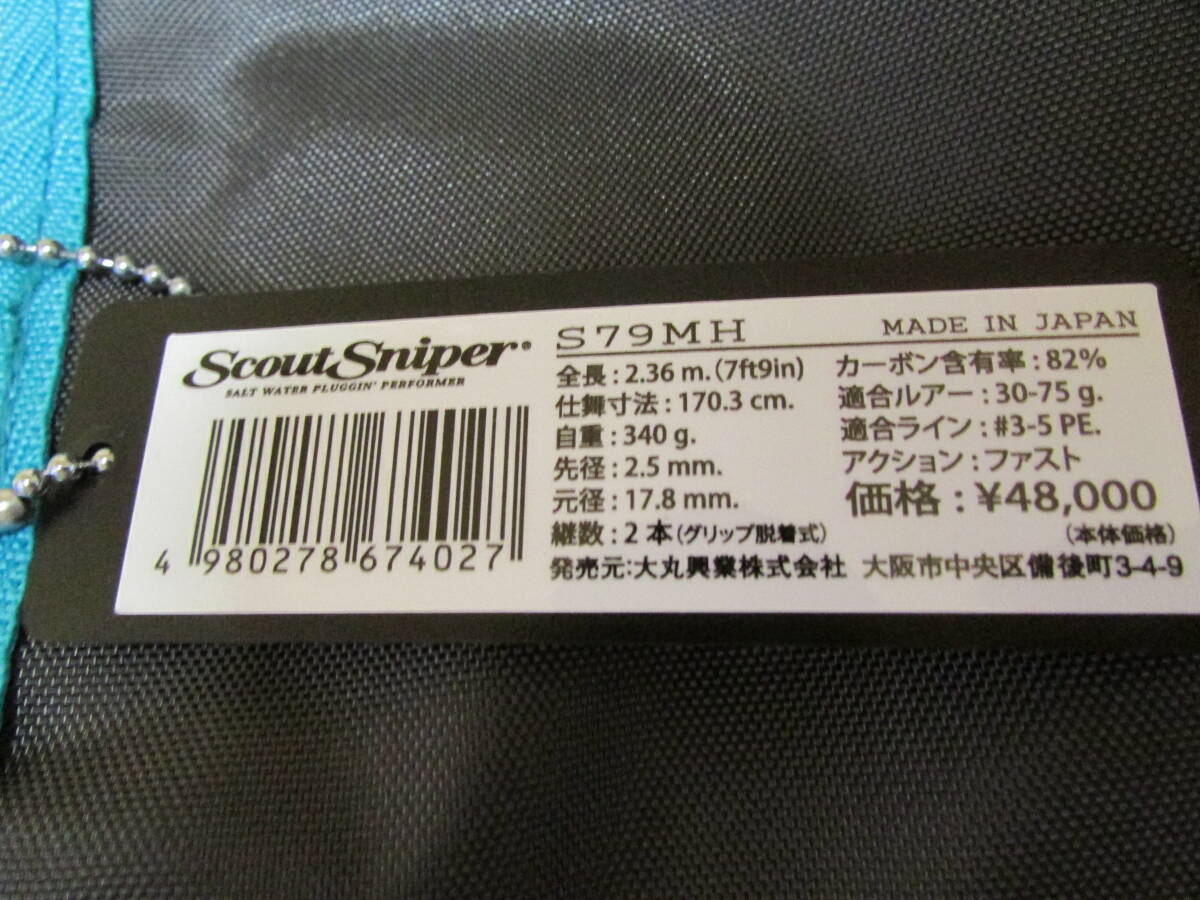 ScoutSniper®
SALT WATER PLUGGIN' PERFORMER
4 980278 674027
S79MH
MADE IN JAPAN
全長：2.36 m. (7ft9in)
仕舞寸法：170.3 cm.
自重：340 g.
先径：2.5 mm.
元径：17.8 mm.
継数：2 本(グリップ脱着式)
カーボン含有率：82%
適合ルアー：30-75 g.
適合ライン：#3-5 PE.
アクション：ファスト
価格：¥48,000
(本体価格)
発売元：大丸興業株式会社 大阪市中央区備後町3-4-9